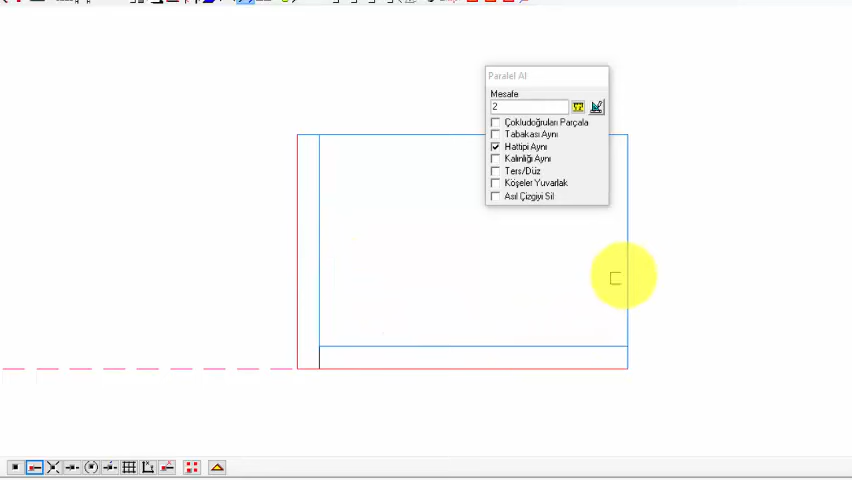 Paralel Al
Mesafe
2
Çokludoğruları Parçala
Tabakası Aynı
Hattipi Aynı
Kalınlığı Aynı
Ters/Düz
Köşeler Yuvarlak
Asıl Çizgiyi Sil